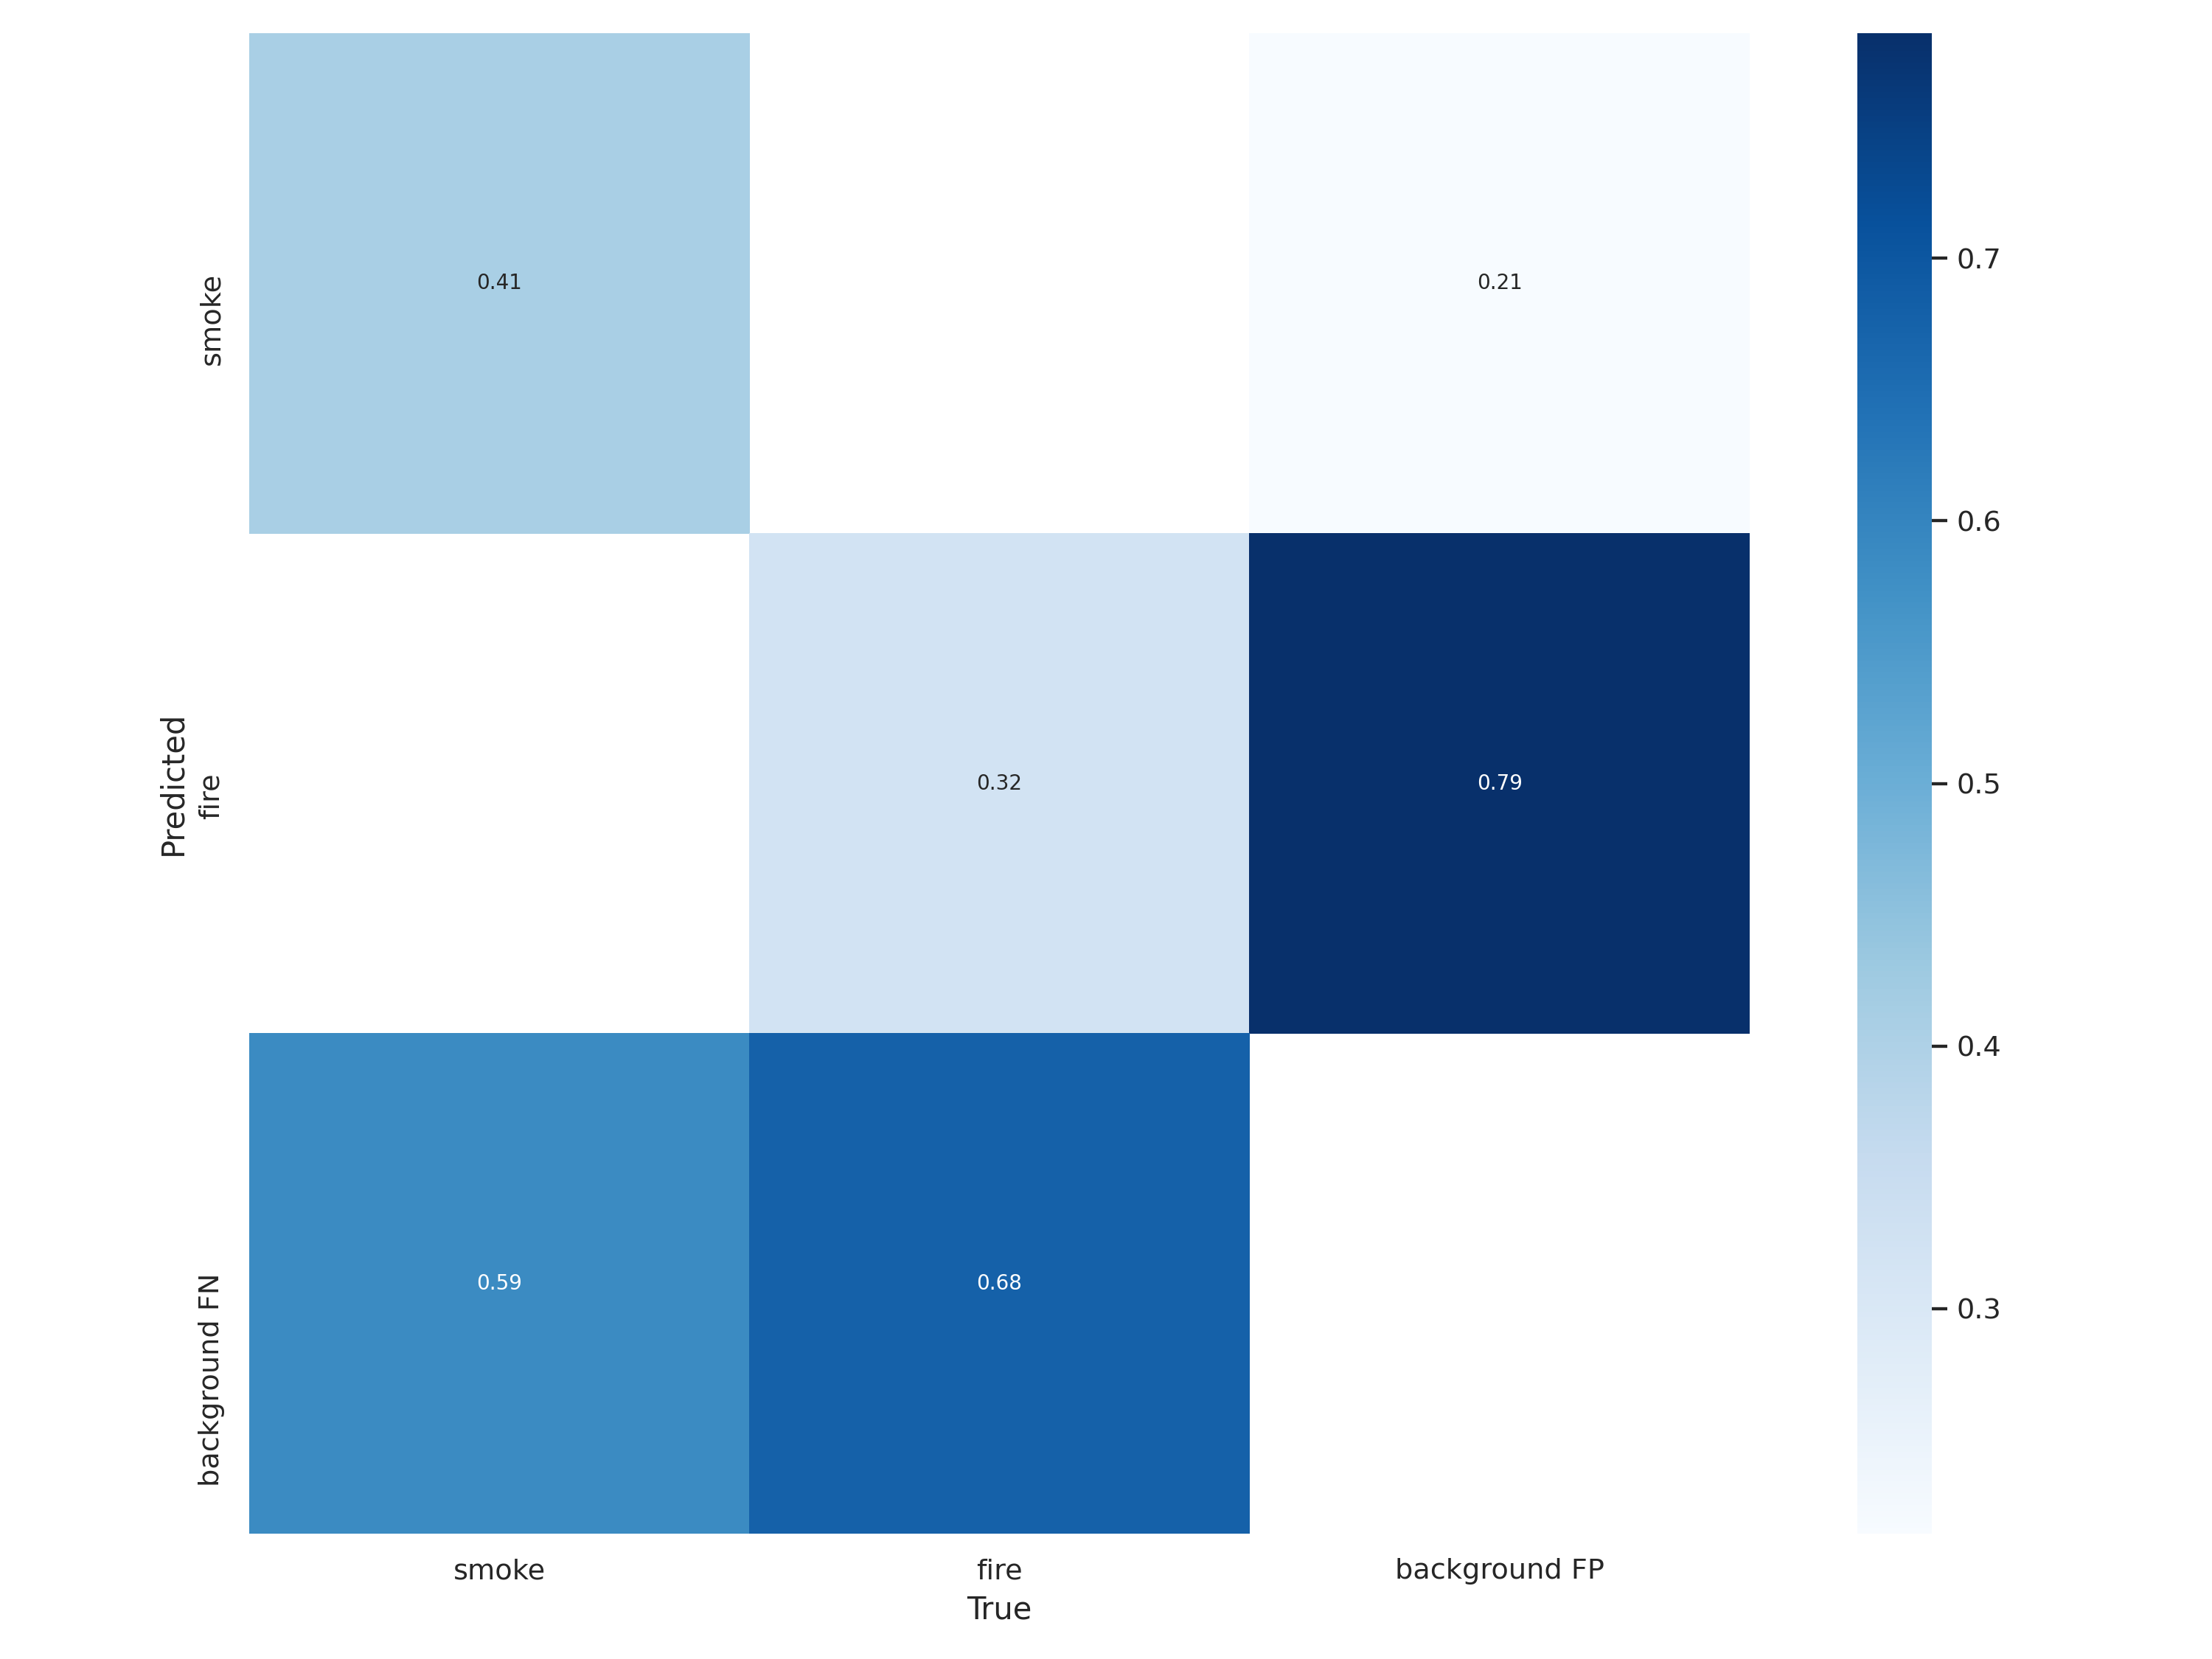 smoke
fire
background FN
Predicted
0.41
0.21
0.32
0.79
0.59
0.68
smoke
fire
background FP
True
0.7
0.6
0.5
0.4
0.3